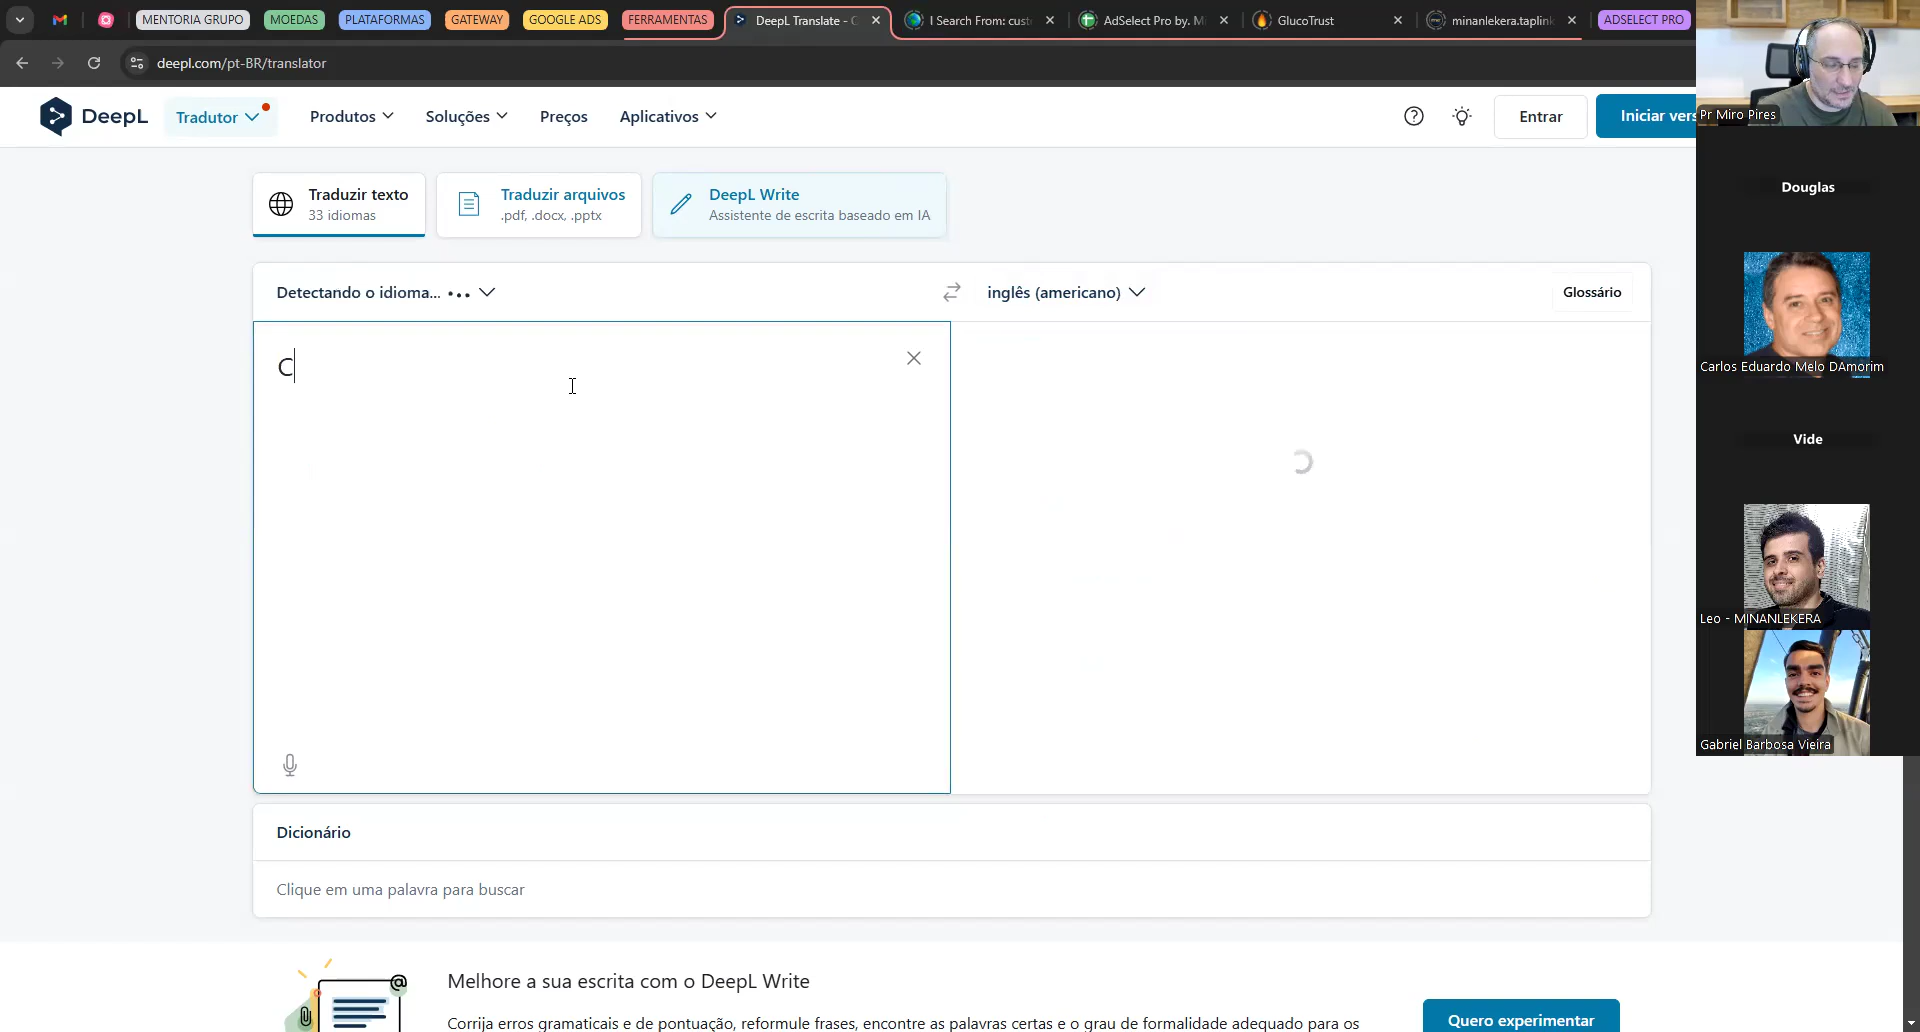 MENTORIA GRUPO
MOEDAS
PLATAFORMAS
GATEWAY
GOOGLE ADS
FERRAMENTAS
DeepL Translate -
I Search From: cust
AdSelect Pro by. M
GlucoTrust
minanlekera.taplink
ADSELECT PRO
deepl.com/pt-BR/translator
DeepL
Tradutor
Produtos
Soluções
Preços
Aplicativos
Entrar
Iniciar vers
Pr Miro Pires
Traduzir texto
33 idiomas
Traduzir arquivos
.pdf, .docx, .pptx
DeepL Write
Assistente de escrita baseado em IA
Douglas
Detectando o idioma...
inglês (americano)
Glossário
C
Carlos Eduardo Melo DAmorim
Vide
Leo - MINANLEKERA
Gabriel Barbosa Vieira
Dicionário
Clique em uma palavra para buscar
Melhore a sua escrita com o DeepL Write
Corrija erros gramaticais e de pontuação, reformule frases, encontre as palavras certas e o grau de formalidade adequado para os
Quero experimentar